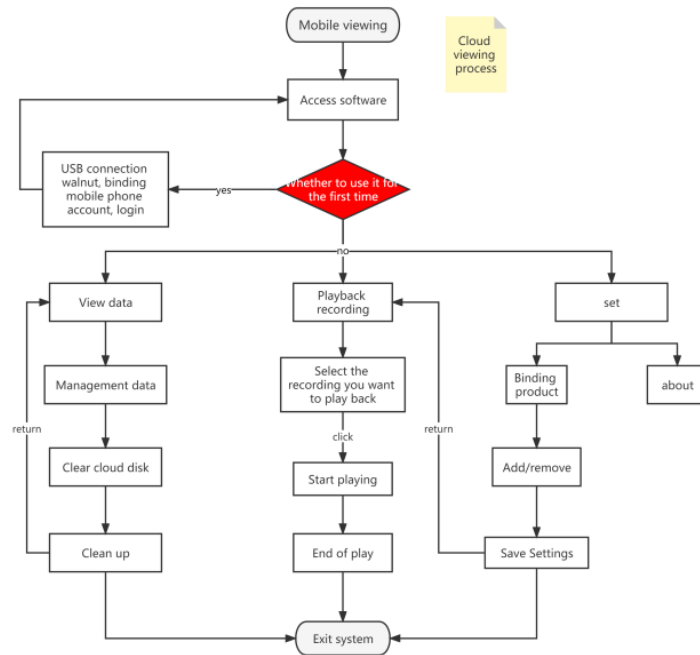 Mobile viewing
Cloud
viewing
process
Access software
USB connection
walnut, binding
mobile phone
account, login
yes
Whether to use it for
the first time
no
View data
Playback
recording
set
Management data
Select the
recording you want
to play back
Binding
product
about
return
click
return
Clear cloud disk
Start playing
Add/remove
Clean up
End of play
Save Settings
Exit system